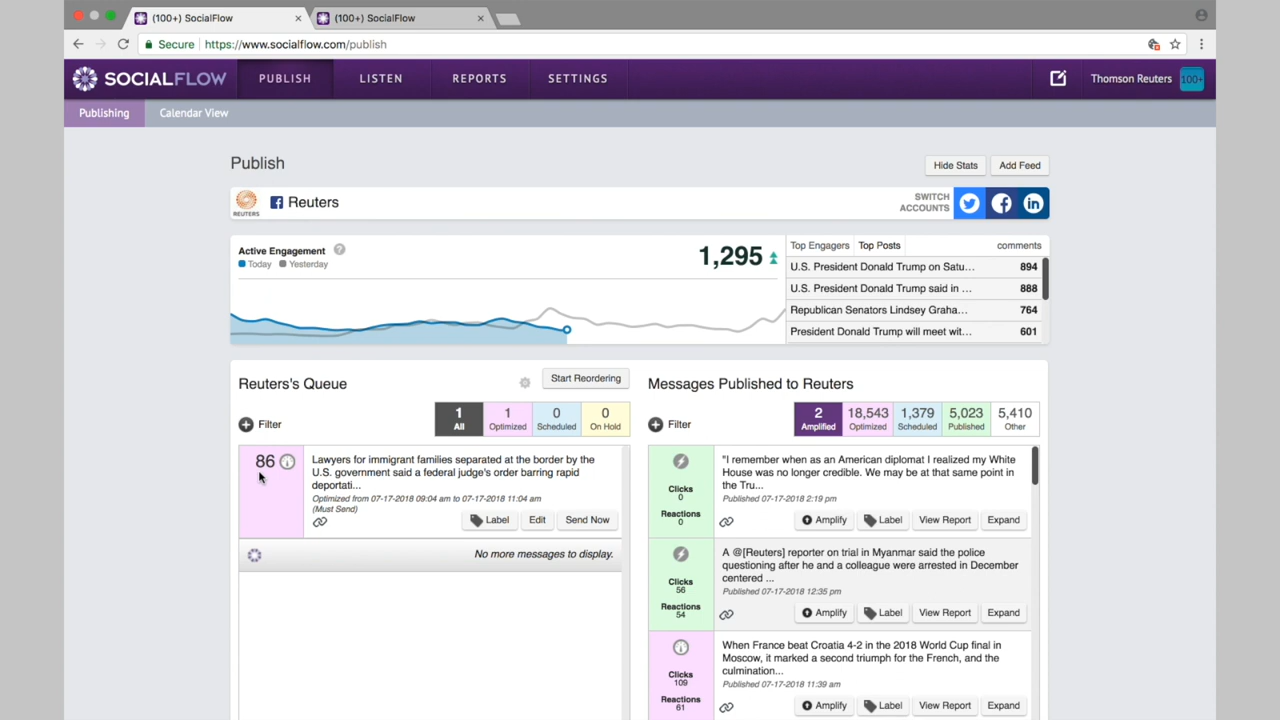 (100+) SocialFlow
(100+) SocialFlow
Secure https://www.socialflow.com/publish
SOCIALFLOW PUBLISH LISTEN REPORTS SETTINGS Thomson Reuters 100+
Publishing Calendar View
Publish
Hide Stats Add Feed
REUTERS
Reuters
SWITCH
ACCOUNTS
Active Engagement
Today Yesterday
1,295
Top Engagers Top Posts comments
U.S. President Donald Trump on Satu... 894
U.S. President Donald Trump said in ... 888
Republican Senators Lindsey Graha... 764
President Donald Trump will meet wit... 601
Reuters's Queue
Start Reordering
Filter
1 All
1 Optimized
0 Scheduled
0 On Hold
86
Lawyers for immigrant families separated at the border by the
U.S. government said a federal judge's order barring rapid
deportati...
Optimized from 07-17-2018 09:04 am to 07-17-2018 11:04 am
(Must Send)
Label Edit Send Now
No more messages to display.
Messages Published to Reuters
Filter
2 Amplified
18,543 Optimized
1,379 Scheduled
5,023 Published
5,410 Other
Clicks
0
Reactions
0
"I remember when as an American diplomat I realized my White
House was no longer credible. We may be at that same point in
the Tru...
Published 07-17-2018 2:19 pm
Amplify Label View Report Expand
Clicks
56
Reactions
54
A @[Reuters] reporter on trial in Myanmar said the police
questioning after he and a colleague were arrested in December
centered ...
Published 07-17-2018 12:35 pm
Amplify Label View Report Expand
Clicks
109
Reactions
61
When France beat Croatia 4-2 in the 2018 World Cup final in
Moscow, it marked a second triumph for the French, and the
culmination...
Published 07-17-2018 11:39 am
Amplify Label View Report Expand